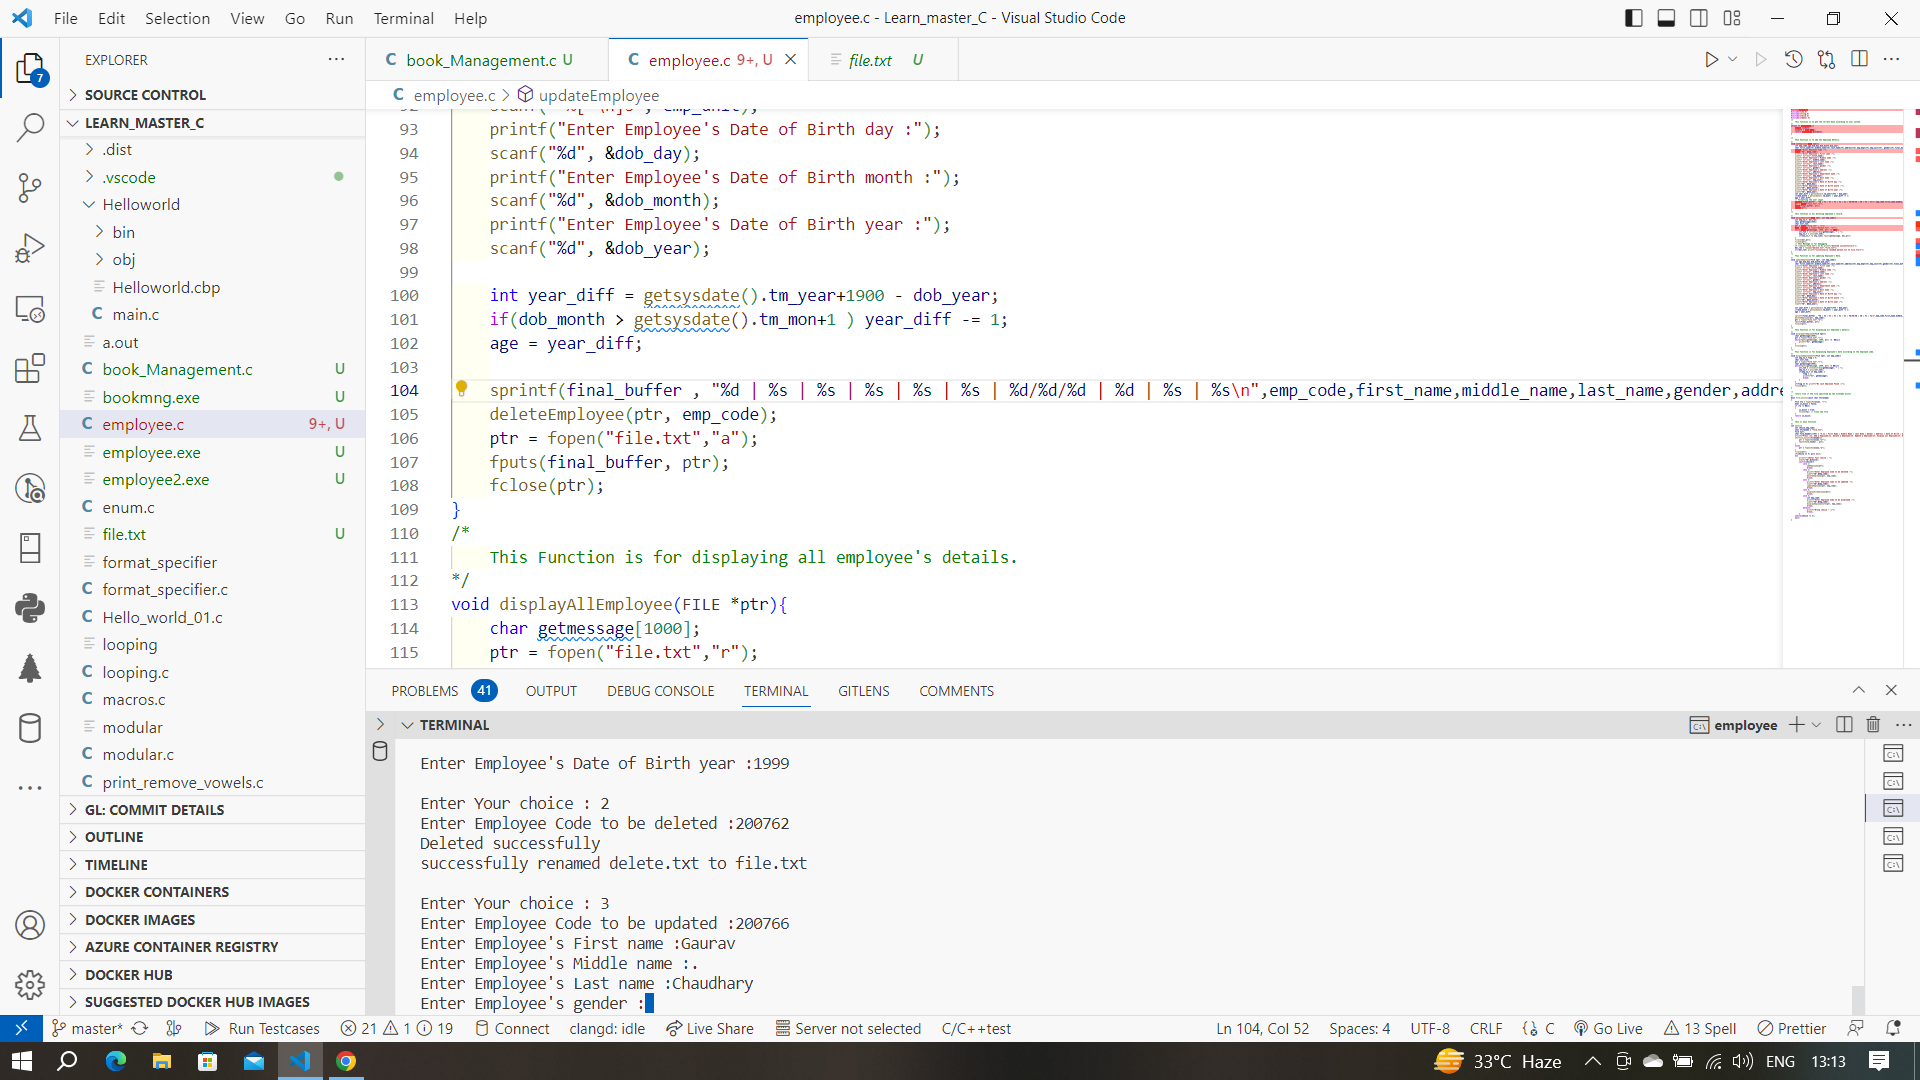 File Edit Selection View Go Run Terminal Help
employee.c - Learn_master_C - Visual Studio Code
EXPLORER
7
SOURCE CONTROL
LEARN_MASTER_C
.dist
.vscode
Helloworld
bin
obj
Helloworld.cbp
C main.c
a.out
C book_Management.c U
bookmng.exe U
C employee.c 9+, U
employee.exe U
employee2.exe U
C enum.c
file.txt U
format_specifier
C format_specifier.c
C Hello_world_01.c
looping
C looping.c
C macros.c
modular
C modular.c
C print_remove_vowels.c
GL: COMMIT DETAILS
OUTLINE
TIMELINE
DOCKER CONTAINERS
DOCKER IMAGES
AZURE CONTAINER REGISTRY
DOCKER HUB
SUGGESTED DOCKER HUB IMAGES
C book_Management.c U
C employee.c 9+, U
file.txt U
C employee.c > updateEmployee
93 printf("Enter Employee's Date of Birth day :");
94 scanf("%d", &dob_day);
95 printf("Enter Employee's Date of Birth month :");
96 scanf("%d", &dob_month);
97 printf("Enter Employee's Date of Birth year :");
98 scanf("%d", &dob_year);
99
100 int year_diff = getsysdate().tm_year+1900 - dob_year;
101 if(dob_month > getsysdate().tm_mon+1 ) year_diff -= 1;
102 age = year_diff;
103
104 sprintf(final_buffer , "%d | %s | %s | %s | %s | %s | %d/%d/%d | %d | %s | %s\n",emp_code,first_name,middle_name,last_name,gender,addre
105 deleteEmployee(ptr, emp_code);
106 ptr = fopen("file.txt","a");
107 fputs(final_buffer, ptr);
108 fclose(ptr);
109 }
110 /*
111 This Function is for displaying all employee's details.
112 */
113 void displayAllEmployee(FILE *ptr){
114 char getmessage[1000];
115 ptr = fopen("file.txt","r");
PROBLEMS 41 OUTPUT DEBUG CONSOLE TERMINAL GITLENS COMMENTS
TERMINAL
employee
Enter Employee's Date of Birth year :1999
Enter Your choice : 2
Enter Employee Code to be deleted :200762
Deleted successfully
successfully renamed delete.txt to file.txt
Enter Your choice : 3
Enter Employee Code to be updated :200766
Enter Employee's First name :Gaurav
Enter Employee's Middle name :.
Enter Employee's Last name :Chaudhary
Enter Employee's gender :
master* Run Testcases 21 1 19 Connect clangd: idle Live Share Server not selected C/C++test Ln 104, Col 52 Spaces: 4 UTF-8 CRLF C Go Live 13 Spell Prettier
33°C Haze ENG 13:13